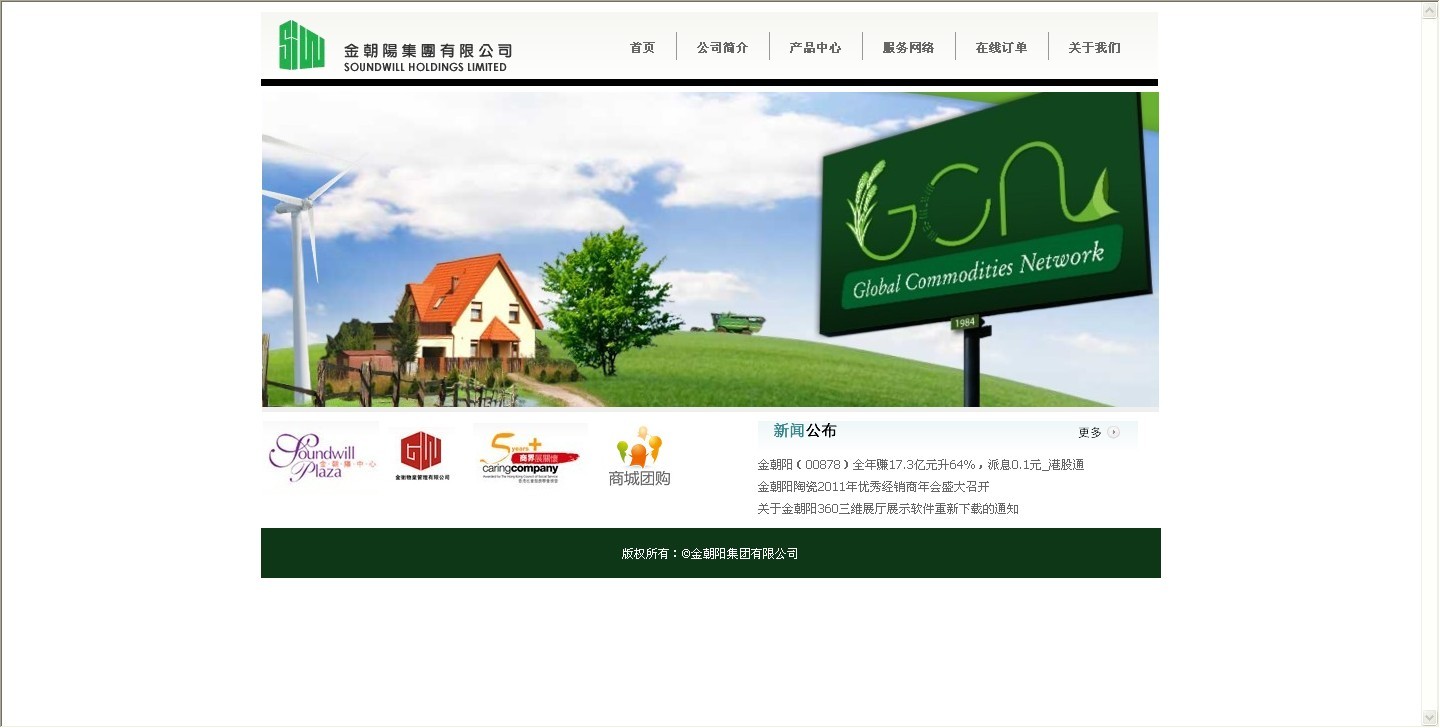 金朝陽集團有限公司
SOUNDWILL HOLDINGS LIMITED
首页
公司简介
产品中心
服务网络
在线订单
关于我们
GCN
Global Commodities Network
1984
Soundwill
Plaza
金·朝·陽·中·心
金衡物業管理有限公司
5 years+
商界展關懷
caringcompany
商城团购
新闻公布
更多
金朝阳（00878）全年赚17.3亿元升64%，派息0.1元_港股通
金朝阳陶瓷2011年优秀经销商年会盛大召开
关于金朝阳360三维展厅展示软件重新下载的通知
版权所有：©金朝阳集团有限公司